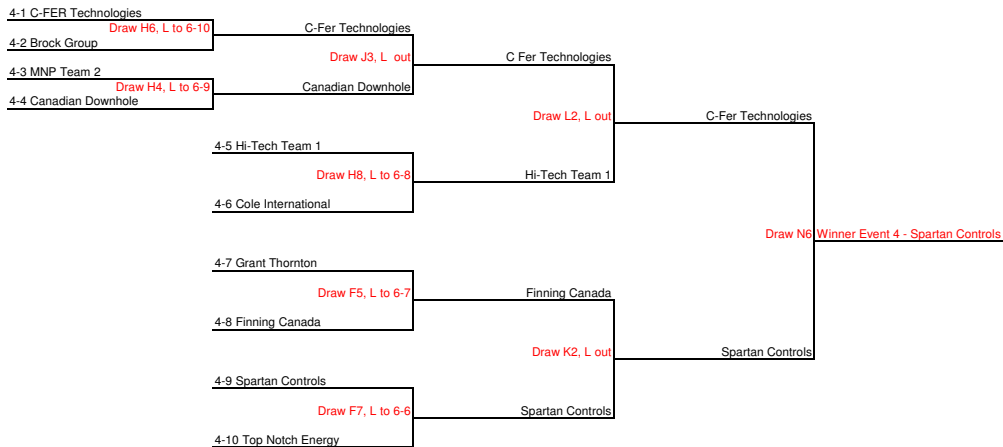 4-1 C-FER Technologies
Draw H6, L to 6-10
C-Fer Technologies
4-2 Brock Group
Draw J3, L  out
C Fer Technologies
4-3 MNP Team 2
Draw H4, L to 6-9
Canadian Downhole
4-4 Canadian Downhole
Draw L2, L out
C-Fer Technologies
4-5 Hi-Tech Team 1
Draw H8, L to 6-8
Hi-Tech Team 1
4-6 Cole International
Draw N6 Winner Event 4 - Spartan Controls
4-7 Grant Thornton
Draw F5, L to 6-7
Finning Canada
4-8 Finning Canada
Draw K2, L out
Spartan Controls
4-9 Spartan Controls
Draw F7, L to 6-6
Spartan Controls
4-10 Top Notch Energy